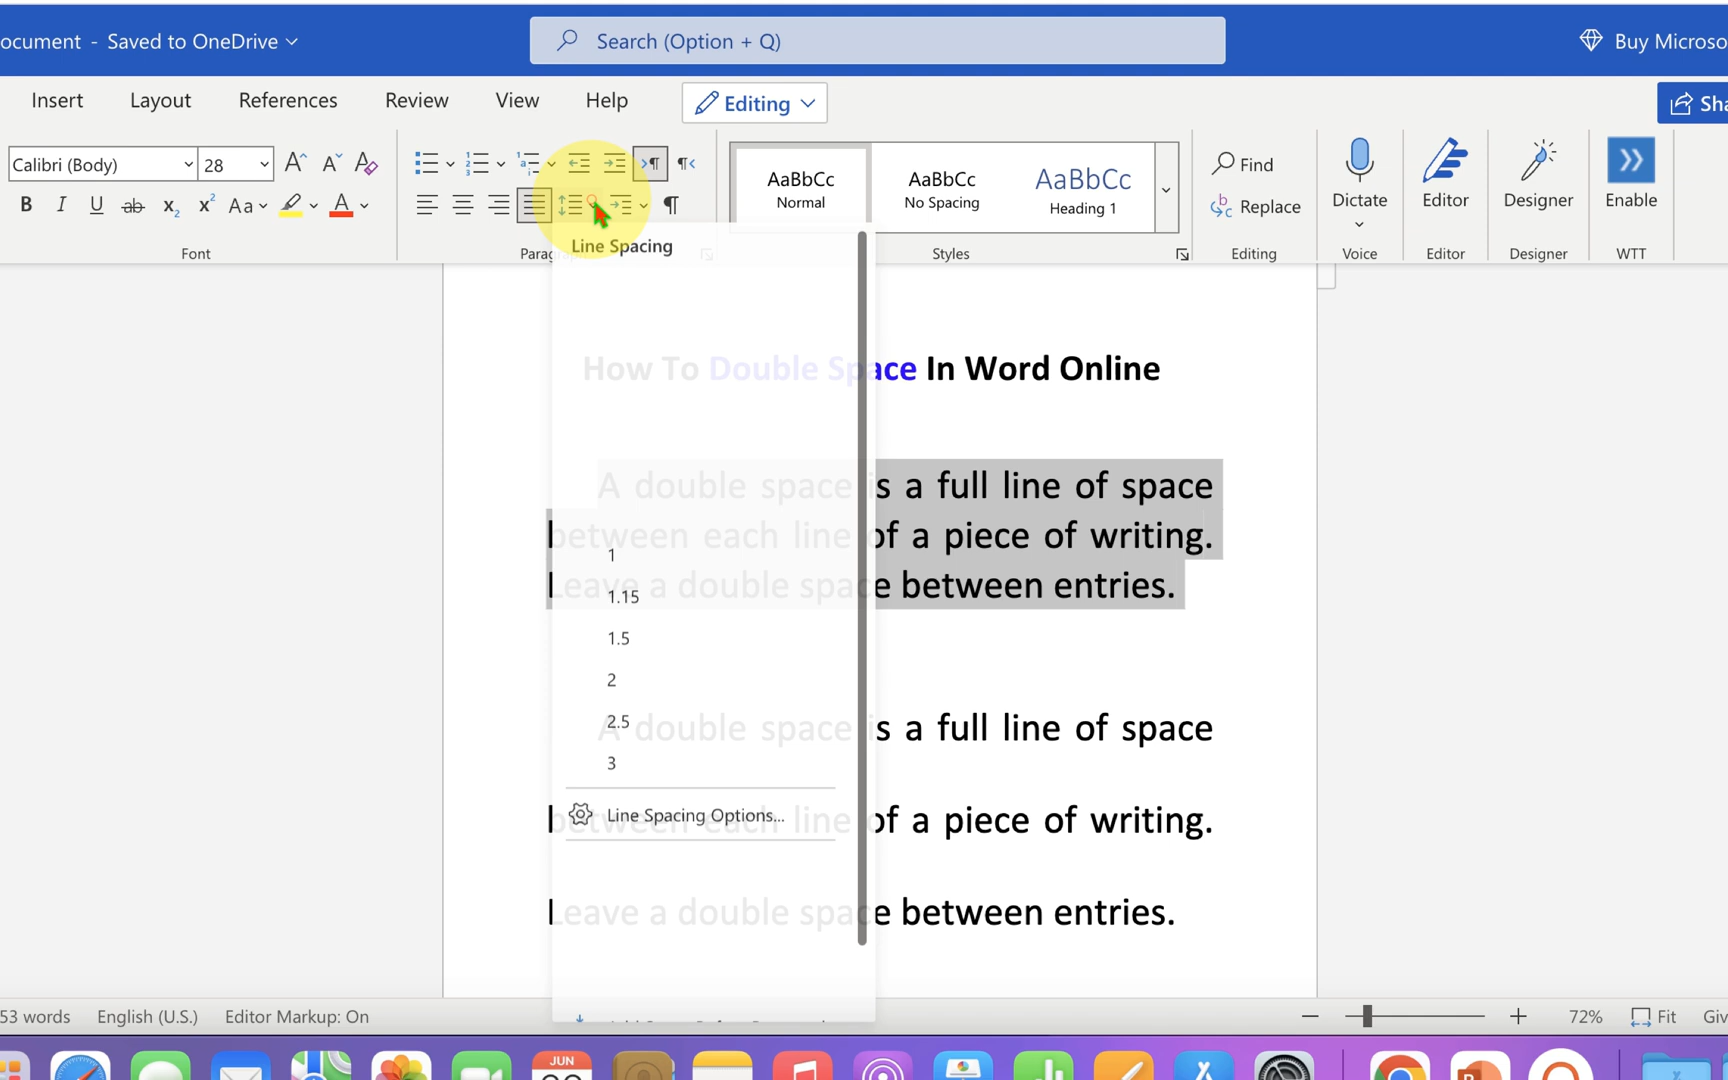 ocument - Saved to OneDrive
Search (Option + Q)
Buy Microso
Insert Layout References Review View Help Editing
Sha
Calibri (Body) 28
B I U ab x2 x2 Aa A
AaBbCc AaBbCc AaBbCc
Normal No Spacing Heading 1
Find
Replace
Dictate Editor Designer Enable
Font Styles Editing Voice Editor Designer WTT
Line Spacing
How To Double Space In Word Online
A double space is a full line of space
between each line of a piece of writing.
Leave a double space between entries.
1
1.15
1.5
2
2.5
3
Line Spacing Options...
A double space is a full line of space
between each line of a piece of writing.
Leave a double space between entries.
53 words English (U.S.) Editor Markup: On
72% Fit Giv
JUN